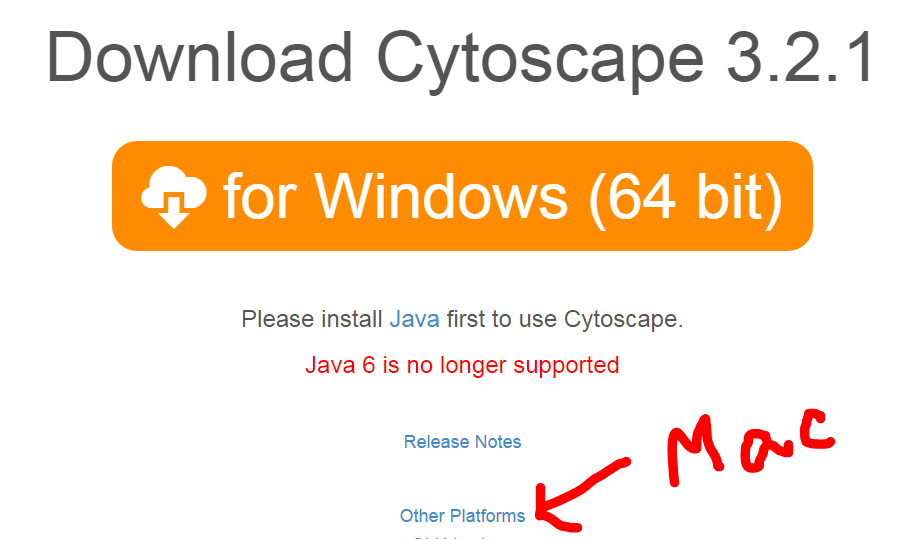 Download Cytoscape 3.2.1
for Windows (64 bit)
Please install Java first to use Cytoscape.
Java 6 is no longer supported
Release Notes
Mac
Other Platforms